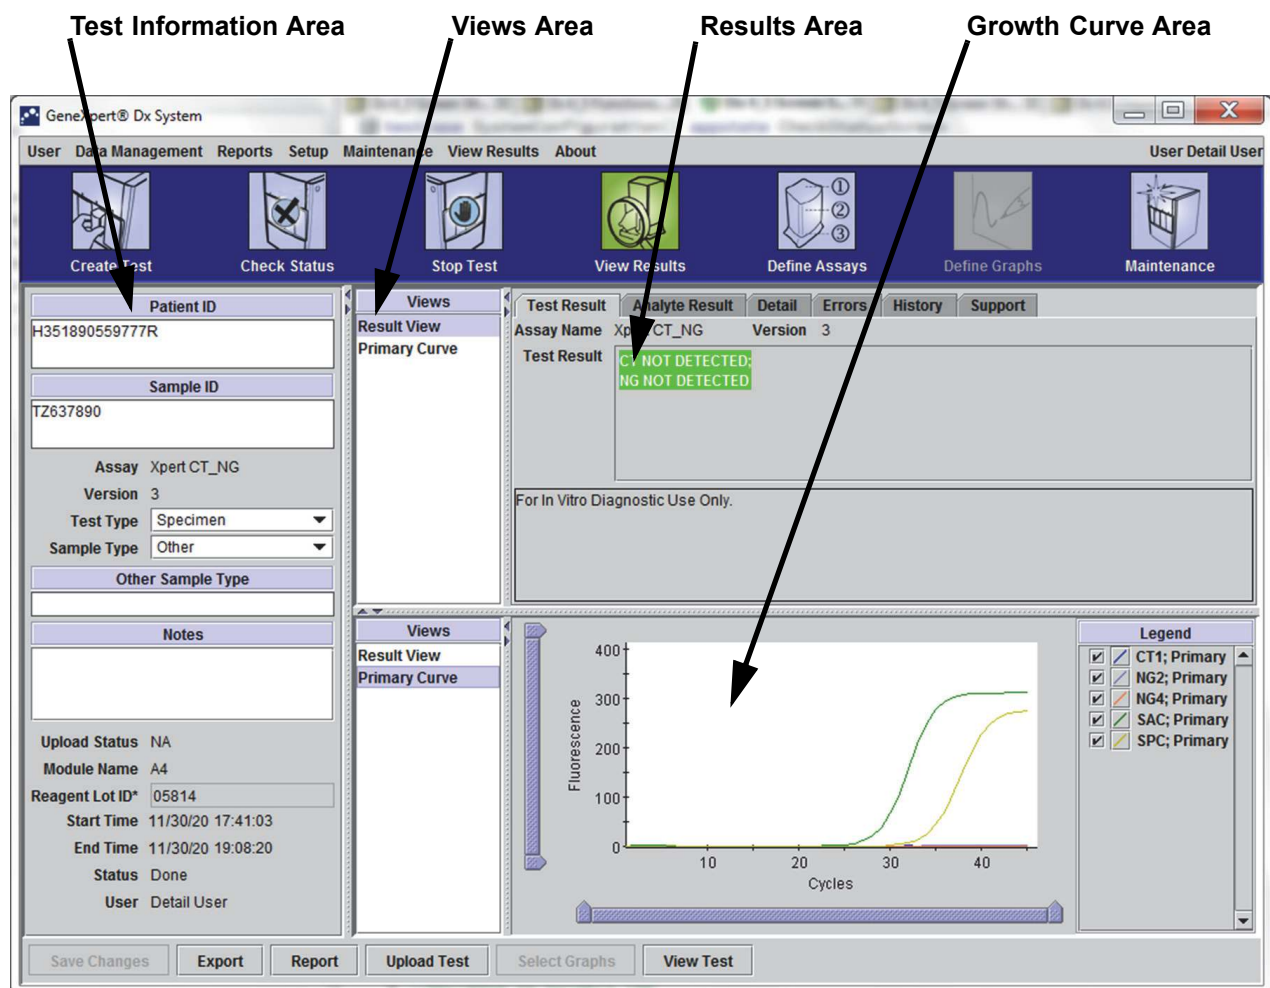 Test Information Area Views Area Results Area Growth Curve Area
GeneXpert® Dx System
User Data Management Reports Setup Maintenance View Results About User Detail User
Create Test Check Status Stop Test View Results Define Assays Define Graphs Maintenance
Patient ID
H351890559777R
Sample ID
TZ637890
Assay Xpert CT_NG
Version 3
Test Type Specimen
Sample Type Other
Other Sample Type
Notes
Upload Status NA
Module Name A4
Reagent Lot ID* 05814
Start Time 11/30/20 17:41:03
End Time 11/30/20 19:08:20
Status Done
User Detail User
Views
Result View
Primary Curve
Test Result Analyte Result Detail Errors History Support
Assay Name Xpert CT_NG Version 3
Test Result CT NOT DETECTED;
NG NOT DETECTED
For In Vitro Diagnostic Use Only.
Views
Result View
Primary Curve
Fluorescence
400
300
200
100
0
10 20 30 40
Cycles
Legend
CT1; Primary
NG2; Primary
NG4; Primary
SAC; Primary
SPC; Primary
Save Changes Export Report Upload Test Select Graphs View Test